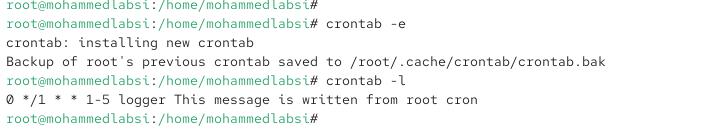 root@mohammedlabsi:/home/mohammedlabsi#
root@mohammedlabsi:/home/mohammedlabsi# crontab -e
crontab: installing new crontab
Backup of root's previous crontab saved to /root/.cache/crontab/crontab.bak
root@mohammedlabsi:/home/mohammedlabsi# crontab -l
0 */1 * * 1-5 logger This message is written from root cron
root@mohammedlabsi:/home/mohammedlabsi#